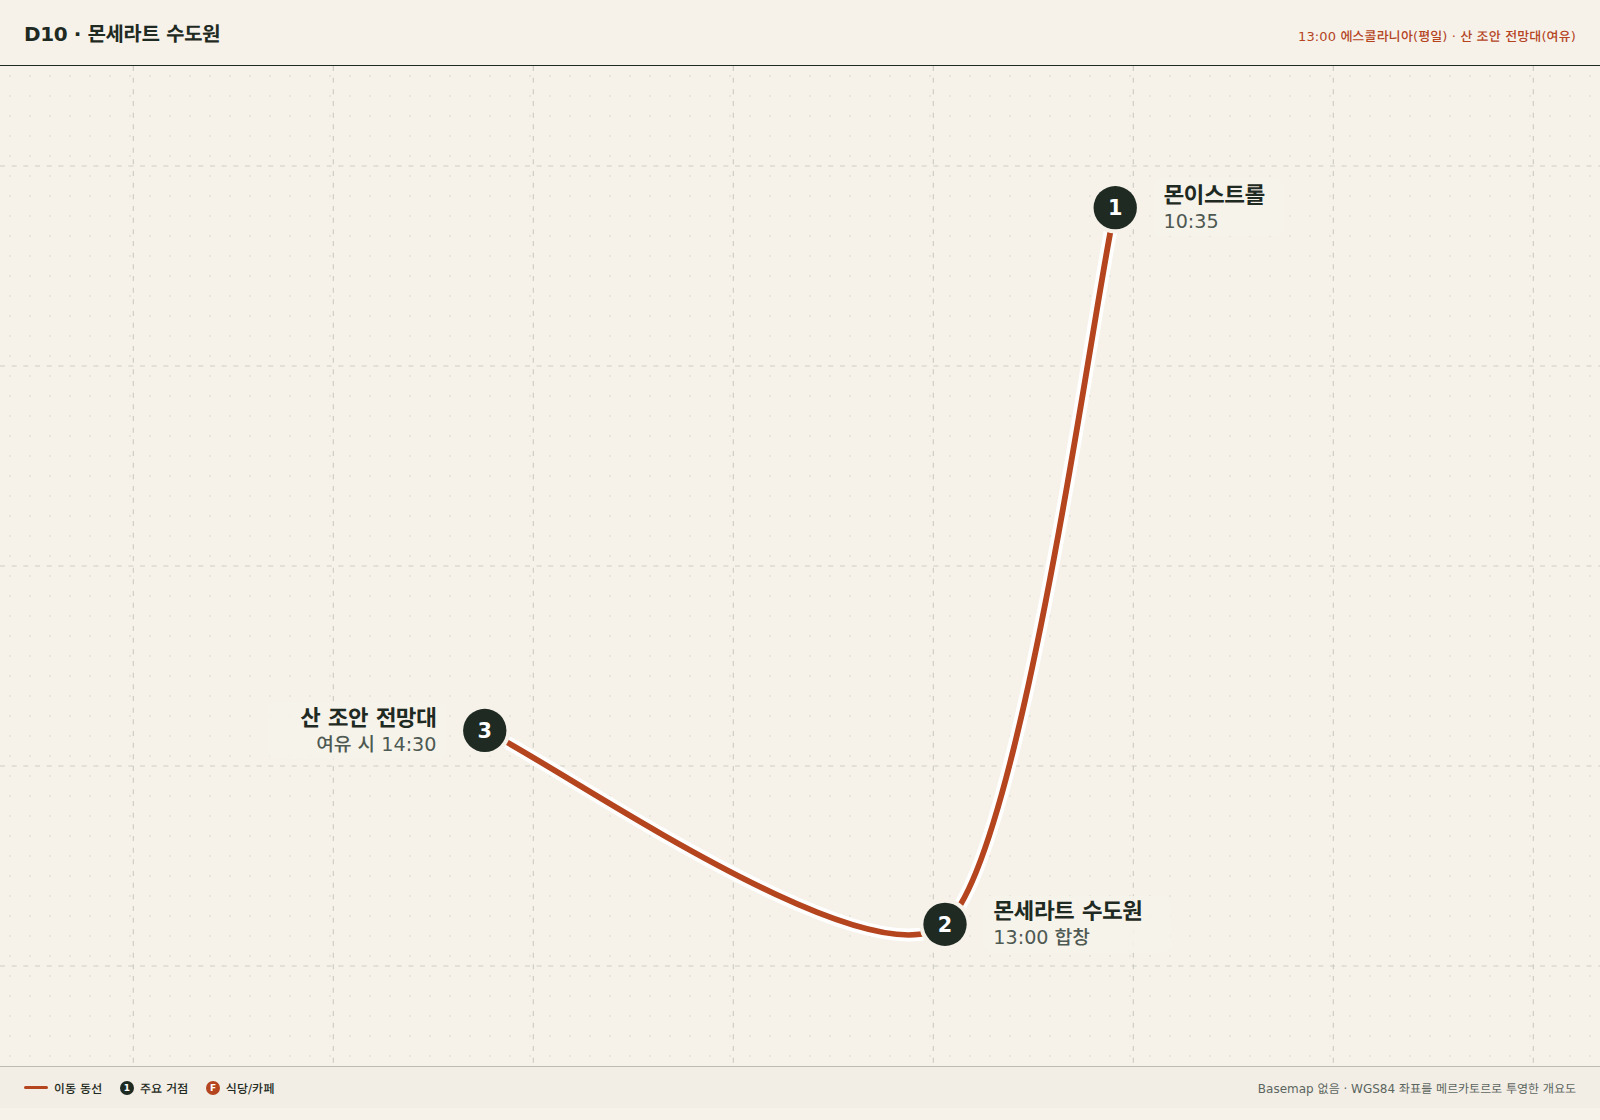 D10 · 몬세라트 수도원
13:00 에스콜라니아(평일) · 산 조안 전망대(여유)
1
몬이스트롤
10:35
산 조안 전망대
여유 시 14:30
3
2
몬세라트 수도원
13:00 합창
이동 동선
1 주요 거점
F 식당/카페
Basemap 없음 · WGS84 좌표를 메르카토르로 투영한 개요도